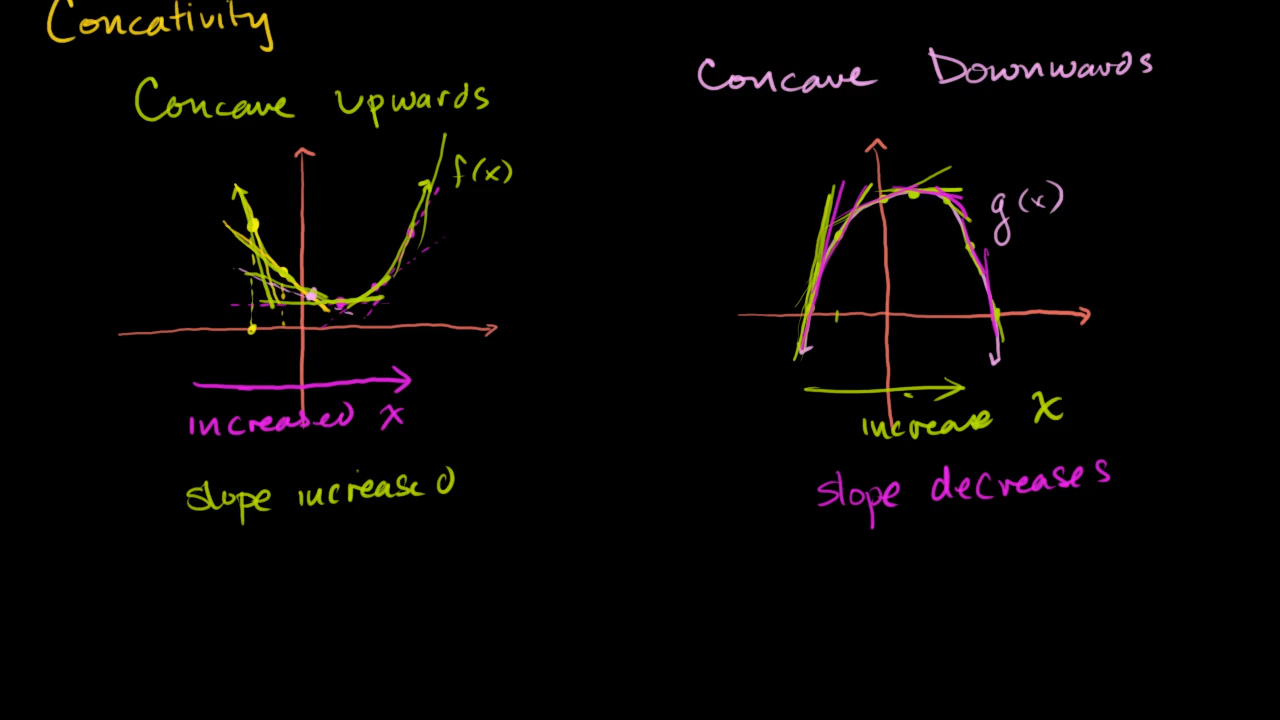 Concativity
Concave upwards
f(x)
increased x
slope increased
Concave Downwards
g(x)
increase x
slope decreases